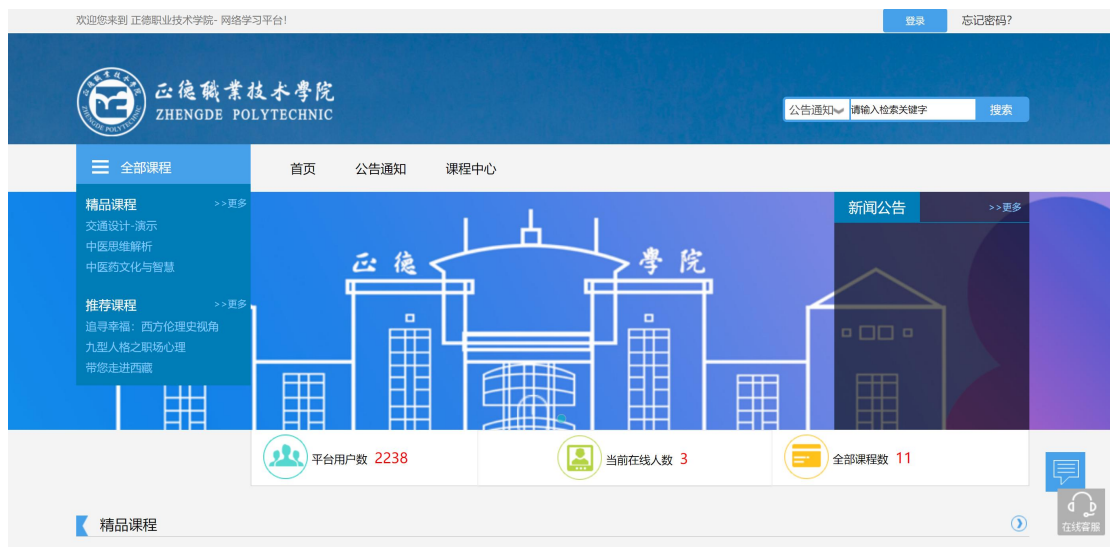 欢迎您来到 正德职业技术学院- 网络学习平台!
登录 忘记密码?
正德職業技术學院
ZHENGDE POLYTECHNIC
公告通知 请输入检索关键字 搜索
全部课程 首页 公告通知 课程中心
精品课程 >>更多
交通设计-演示
中医思维解析
中医药文化与智慧
推荐课程 >>更多
追寻幸福：西方伦理史视角
九型人格之职场心理
带您走进西藏
正德 學院
新闻公告 >>更多
平台用户数 2238
当前在线人数 3
全部课程数 11
精品课程
在线客服